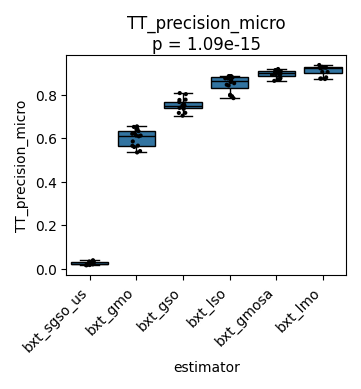 TT_precision_micro
p = 1.09e-15
TT_precision_micro
0.8
0.6
0.4
0.2
0.0
bxt_sgso_us
bxt_gmo
bxt_gso
bxt_lso
bxt_gmosa
bxt_lmo
estimator